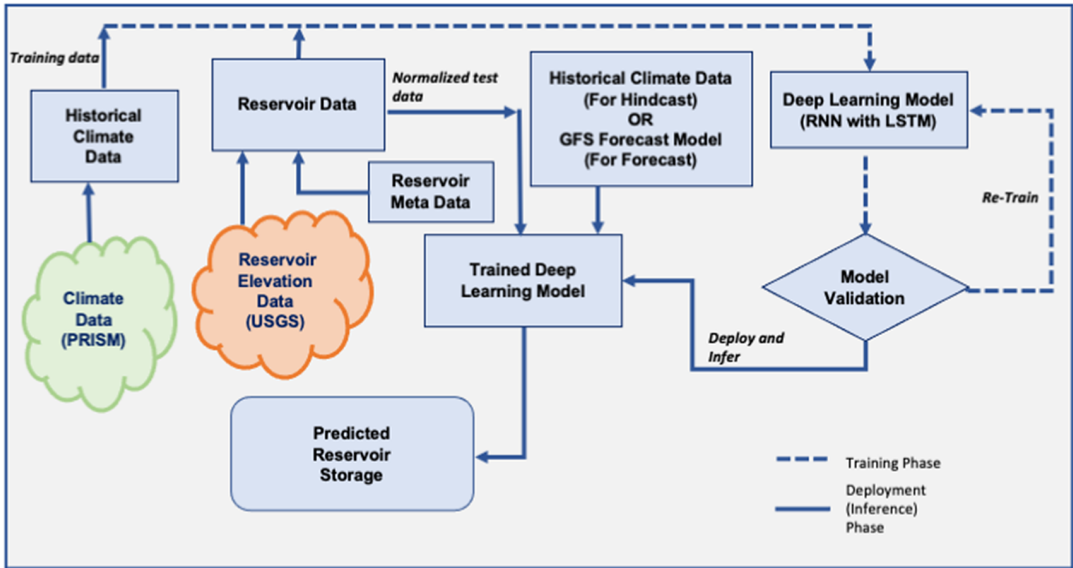 Training data
Historical
Climate
Data
Climate
Data
(PRISM)
Reservoir Data
Reservoir
Meta Data
Reservoir
Elevation
Data
(USGS)
Normalized test
data
Historical Climate Data
(For Hindcast)
OR
GFS Forecast Model
(For Forecast)
Deep Learning Model
(RNN with LSTM)
Re-Train
Model
Validation
Trained Deep
Learning Model
Deploy and
Infer
Predicted
Reservoir
Storage
Training Phase
Deployment
(Inference)
Phase